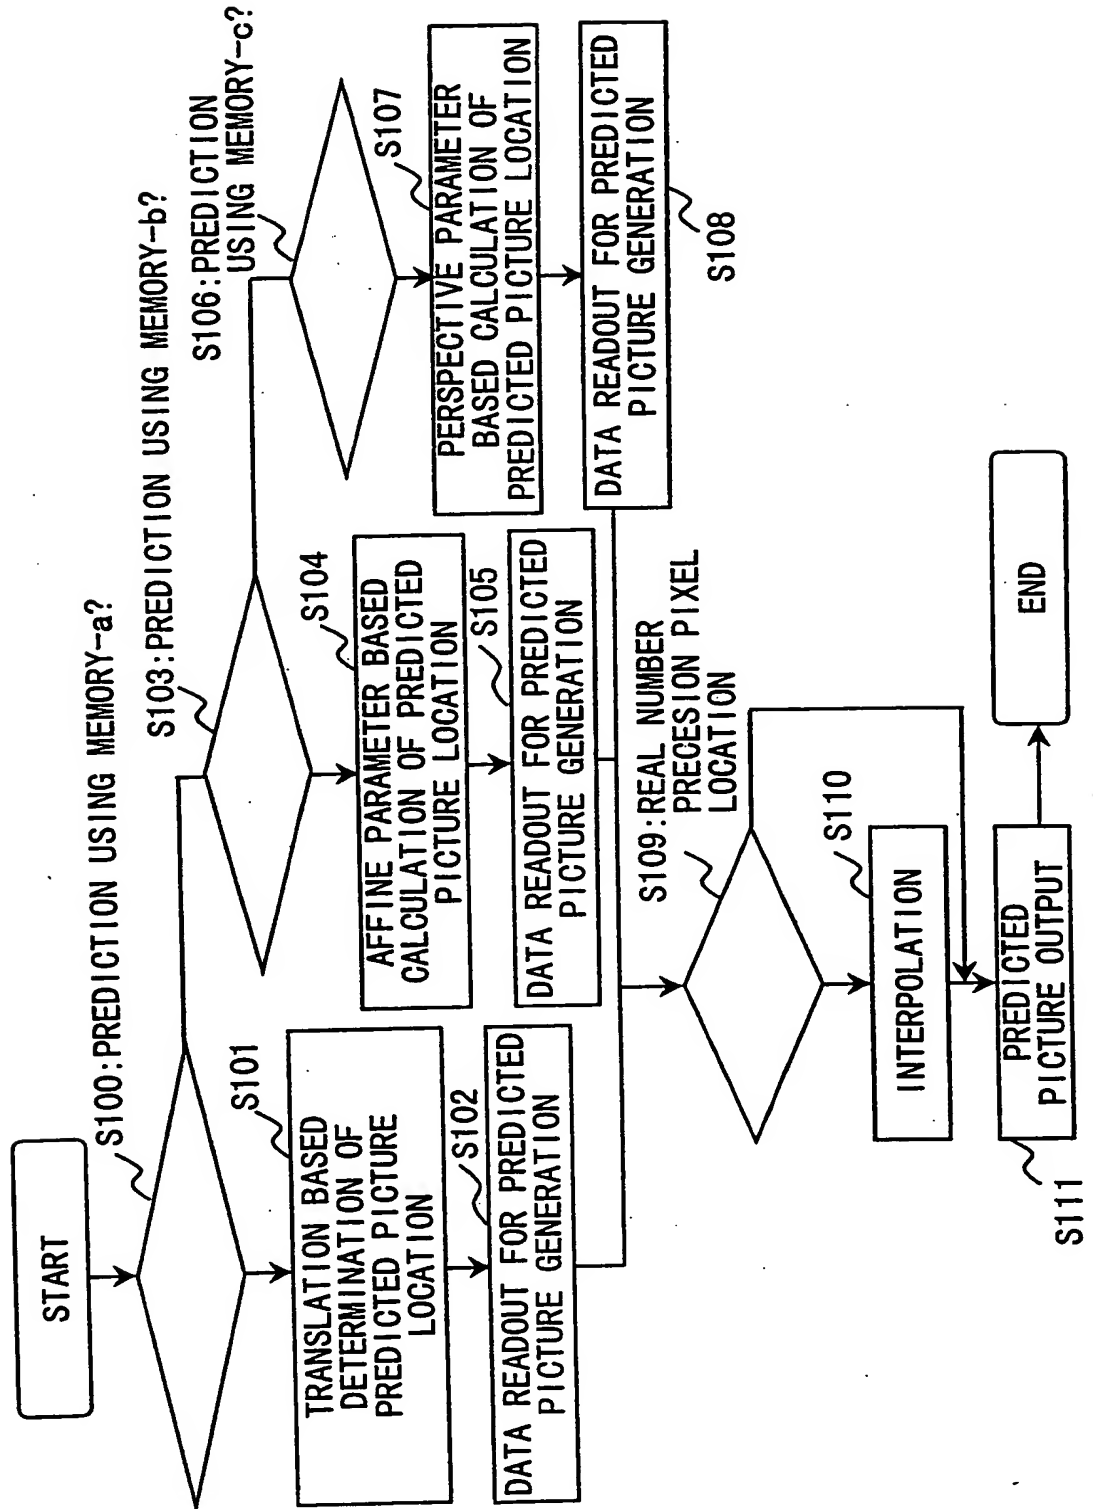 START
S100:PREDICTION USING MEMORY-a?
S101
TRANSLATION BASED
DETERMINATION OF
PREDICTED PICTURE
LOCATION
S102
DATA READOUT FOR PREDICTED
PICTURE GENERATION
S103:PREDICTION USING MEMORY-b?
S104
AFFINE PARAMETER BASED
CALCULATION OF PREDICTED
PICTURE LOCATION
S105
DATA READOUT FOR PREDICTED
PICTURE GENERATION
S106:PREDICTION
USING MEMORY-c?
S107
PERSPECTIVE PARAMETER
BASED CALCULATION OF
PREDICTED PICTURE LOCATION
DATA READOUT FOR PREDICTED
PICTURE GENERATION
S108
S109:REAL NUMBER
PRECESION PIXEL
LOCATION
S110
INTERPOLATION
PREDICTED
PICTURE OUTPUT
S111
END